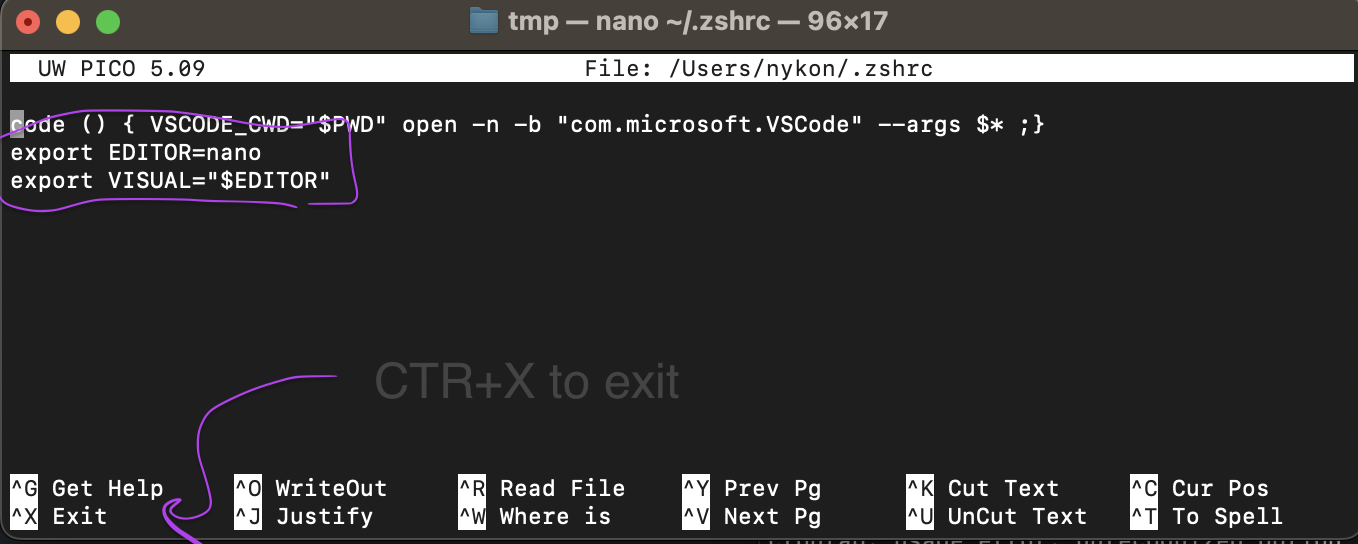 tmp — nano ~/.zshrc — 96×17
UW PICO 5.09 File: /Users/nykon/.zshrc
code () { VSCODE_CWD="$PWD" open -n -b "com.microsoft.VSCode" --args $* ;}
export EDITOR=nano
export VISUAL="$EDITOR"
CTR+X to exit
^G Get Help ^O WriteOut ^R Read File ^Y Prev Pg ^K Cut Text ^C Cur Pos
^X Exit ^J Justify ^W Where is ^V Next Pg ^U UnCut Text ^T To Spell